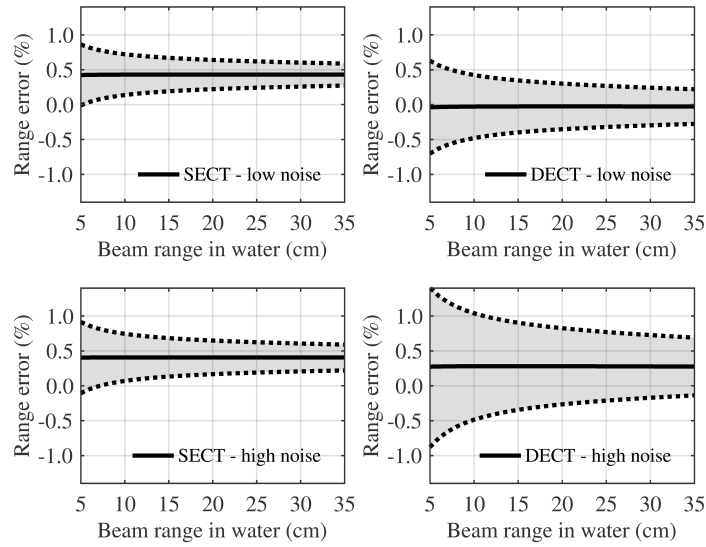 Range error (%)
1.0
0.5
0.0
-0.5
-1.0
SECT - low noise
5 10 15 20 25 30 35
Beam range in water (cm)
Range error (%)
1.0
0.5
0.0
-0.5
-1.0
DECT - low noise
5 10 15 20 25 30 35
Beam range in water (cm)
Range error (%)
1.0
0.5
0.0
-0.5
-1.0
SECT - high noise
5 10 15 20 25 30 35
Beam range in water (cm)
Range error (%)
1.0
0.5
0.0
-0.5
-1.0
DECT - high noise
5 10 15 20 25 30 35
Beam range in water (cm)